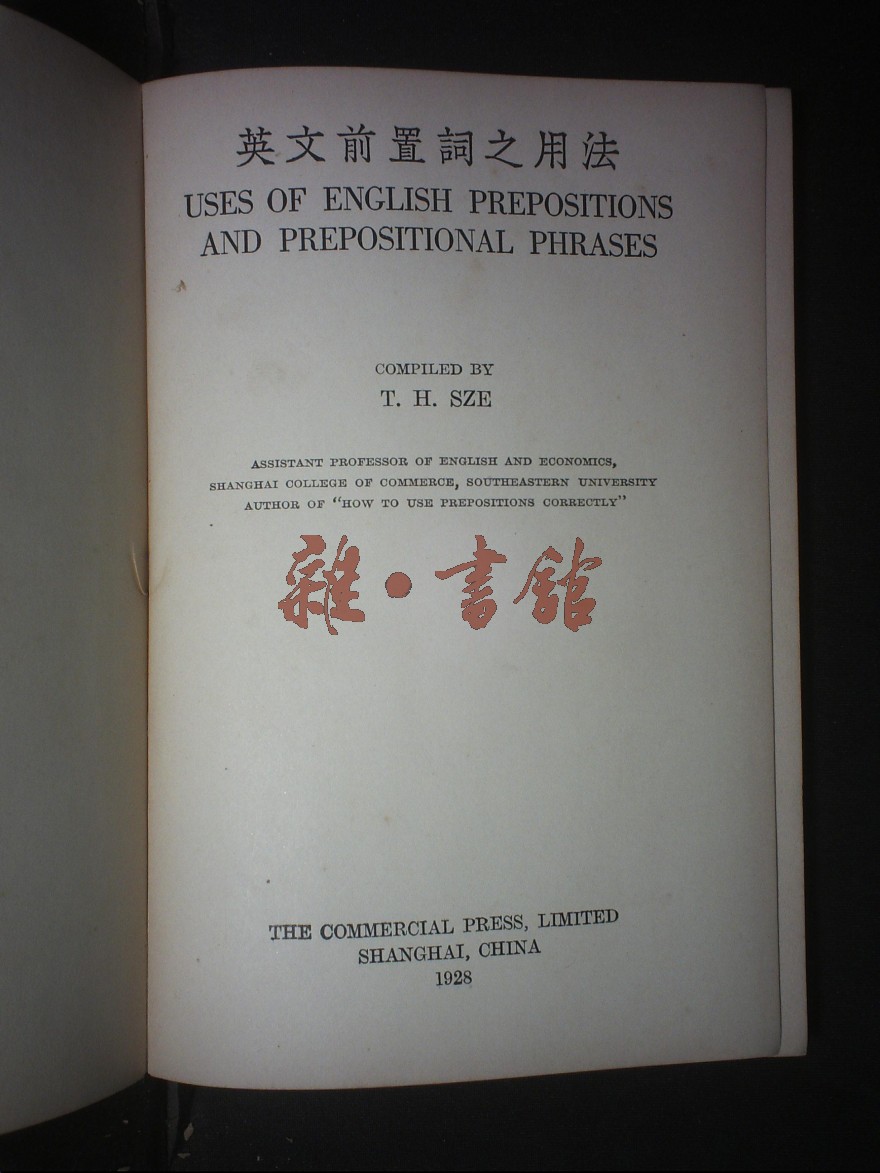 英文前置詞之用法
USES OF ENGLISH PREPOSITIONS
AND PREPOSITIONAL PHRASES
COMPILED BY
T. H. SZE
ASSISTANT PROFESSOR OF ENGLISH AND ECONOMICS,
SHANGHAI COLLEGE OF COMMERCE, SOUTHEASTERN UNIVERSITY
AUTHOR OF "HOW TO USE PREPOSITIONS CORRECTLY"
雜·書館
THE COMMERCIAL PRESS, LIMITED
SHANGHAI, CHINA
1928